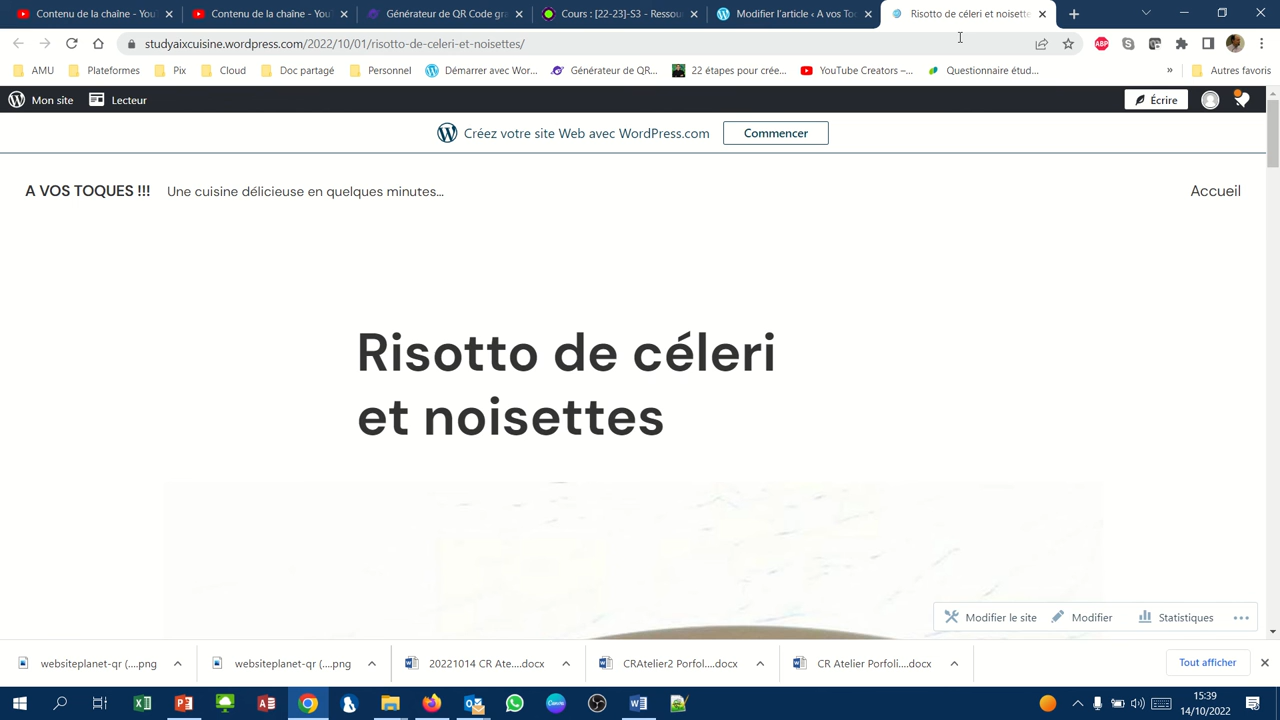 Contenu de la chaîne - You
Contenu de la chaîne - You
Générateur de QR Code gra
Cours : [22-23]-S3 - Ressou
Modifier l'article « A vos Toc
Risotto de céleri et noisette
studyaixcuisine.wordpress.com/2022/10/01/risotto-de-celeri-et-noisettes/
ABP
AMU
Plateformes
Pix
Cloud
Doc partagé
Personnel
Démarrer avec Wor...
Générateur de QR...
22 étapes pour crée...
YouTube Creators –...
Questionnaire étud...
»
Autres favoris
Mon site
Lecteur
Écrire
Créez votre site Web avec WordPress.com
Commencer
A VOS TOQUES !!!
Une cuisine délicieuse en quelques minutes...
Accueil
Risotto de céleri
et noisettes
Modifier le site
Modifier
Statistiques
websiteplanet-qr (....png
websiteplanet-qr (....png
20221014 CR Ate....docx
CRAtelier2 Porfol....docx
CR Atelier Porfoli....docx
Tout afficher
15:39
14/10/2022